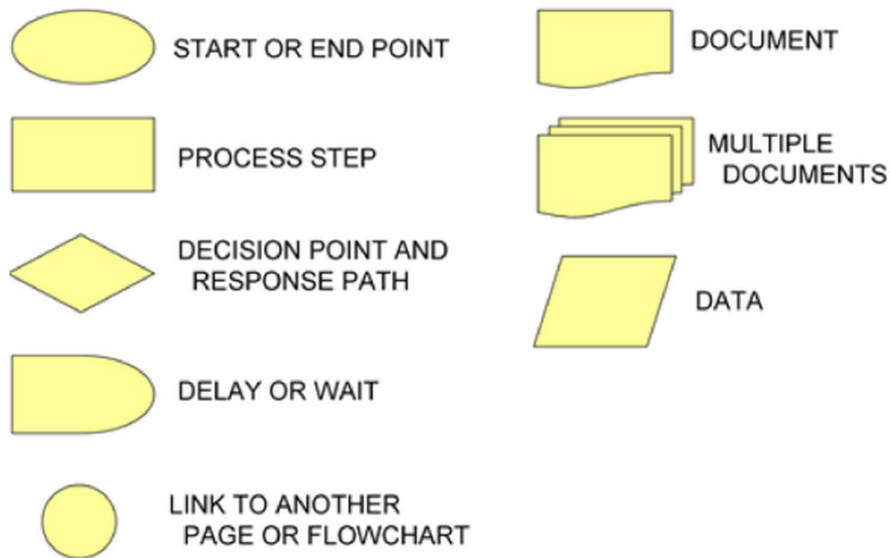 START OR END POINT
PROCESS STEP
DECISION POINT AND
RESPONSE PATH
DELAY OR WAIT
LINK TO ANOTHER
PAGE OR FLOWCHART
DOCUMENT
MULTIPLE
DOCUMENTS
DATA